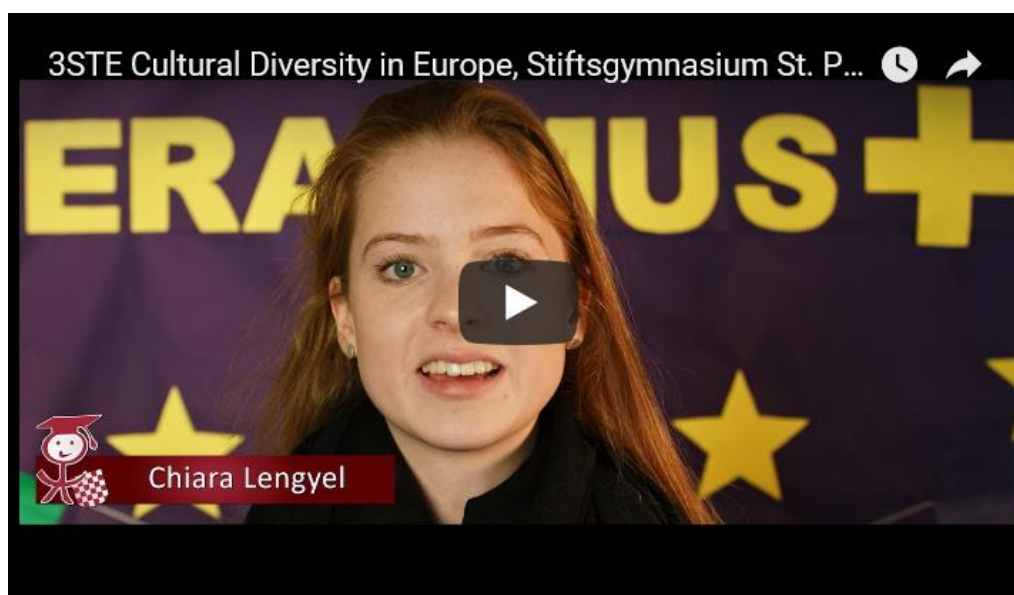 3STE Cultural Diversity in Europe, Stiftsgymnasium St. P...
ERA MUS+
Chiara Lengyel